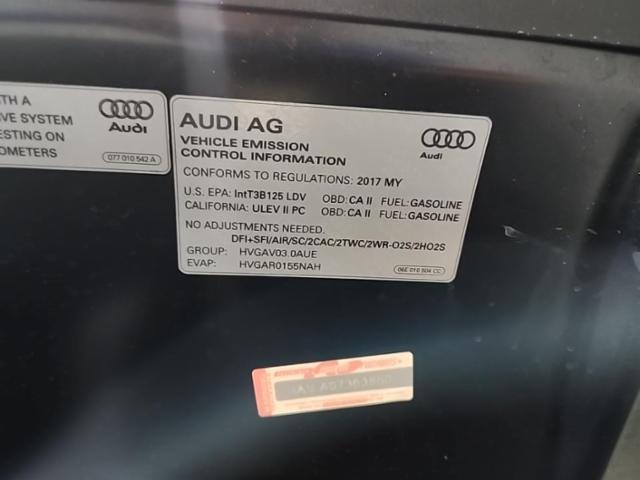 TH A
VE SYSTEM
ESTING ON
OMETERS
Audi
077 010 542 A
AUDI AG
VEHICLE EMISSION
CONTROL INFORMATION
Audi
CONFORMS TO REGULATIONS: 2017 MY
U.S. EPA: IntT3B125 LDV OBD: CA II FUEL: GASOLINE
CALIFORNIA: ULEV II PC OBD: CA II FUEL: GASOLINE
NO ADJUSTMENTS NEEDED.
DFI+SFI/AIR/SC/2CAC/2TWC/2WR-O2S/2HO2S
GROUP: HVGAV03.0AUE
EVAP: HVGAR0155NAH
06E 010 504 CC